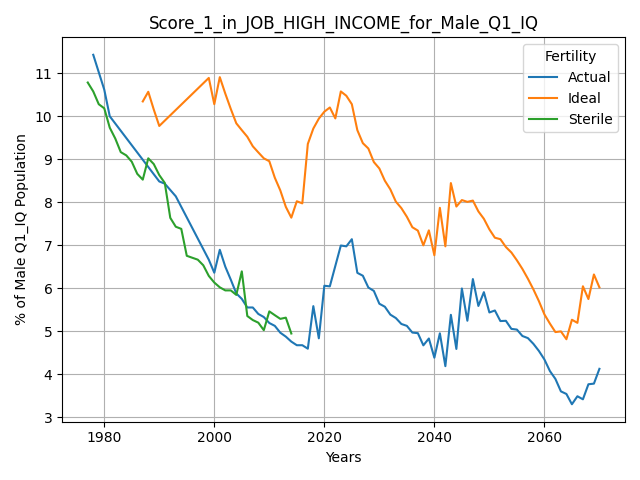 Score_1_in_JOB_HIGH_INCOME_for_Male_Q1_IQ
% of Male Q1_IQ Population
11
10
9
8
7
6
5
4
3
Fertility
Actual
Ideal
Sterile
1980
2000
2020
2040
2060
Years